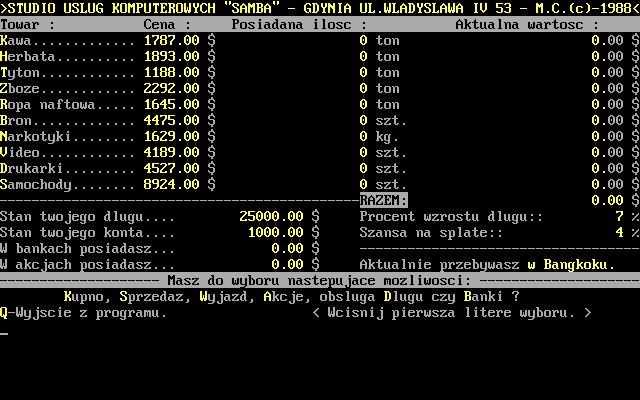 >STUDIO USLUG KOMPUTEROWYCH "SAMBA" - GDYNIA UL.WLADYSLAWA IV 53 - M.C.(c)-1988<
Towar : Cena : Posiadana ilosc : Aktualna wartosc :
Kawa............ 1787.00 $ 0 ton 0.00 $
Herbata......... 1893.00 $ 0 ton 0.00 $
Tyton........... 1188.00 $ 0 ton 0.00 $
Zboze........... 2292.00 $ 0 ton 0.00 $
Ropa naftowa.... 1645.00 $ 0 ton 0.00 $
Bron............ 4475.00 $ 0 szt. 0.00 $
Narkotyki....... 1629.00 $ 0 kg. 0.00 $
Video........... 4189.00 $ 0 szt. 0.00 $
Drukarki........ 4527.00 $ 0 szt. 0.00 $
Samochody....... 8924.00 $ 0 szt. 0.00 $
RAZEM: 0.00 $
Stan twojego dlugu.... 25000.00 $ Procent wzrostu dlugu:: 7 %
Stan twojego konta.... 1000.00 $ Szansa na splate:: 4 %
W bankach posiadasz... 0.00 $
W akcjach posiadasz... 0.00 $ Aktualnie przebywasz w Bangkoku.
Masz do wyboru nastepujace mozliwosci:
Kupno, Sprzedaz, Wyjazd, Akcje, obsluga Dlugu czy Banki ?
Q-Wyjscie z programu. < Wcisnij pierwsza litere wyboru. >